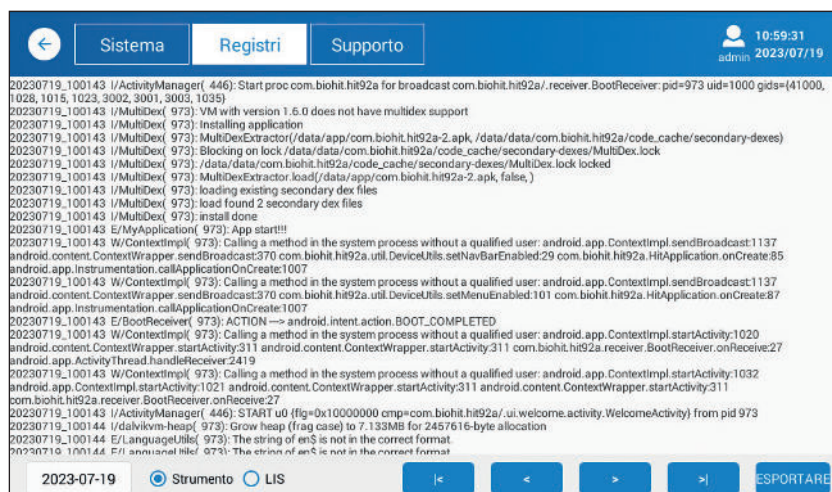 Sistema
Registri
Supporto
admin
10:59:31
2023/07/19
20230719_100143 I/ActivityManager( 446): Start proc com.biohit.hit92a for broadcast com.biohit.hit92a/.receiver.BootReceiver: pid=973 uid=1000 gids={41000,
1028, 1015, 1023, 3002, 3001, 3003, 1035}
20230719_100143 I/MultiDex( 973): VM with version 1.6.0 does not have multidex support
20230719_100143 I/MultiDex( 973): Installing application
20230719_100143 I/MultiDex( 973): MultiDexExtractor(/data/app/com.biohit.hit92a-2.apk, /data/data/com.biohit.hit92a/code_cache/secondary-dexes)
20230719_100143 I/MultiDex( 973): Blocking on lock /data/data/com.biohit.hit92a/code_cache/secondary-dexes/MultiDex.lock
20230719_100143 I/MultiDex( 973): /data/data/com.biohit.hit92a/code_cache/secondary-dexes/MultiDex.lock locked
20230719_100143 I/MultiDex( 973): MultiDexExtractor.load(/data/app/com.biohit.hit92a-2.apk, false, )
20230719_100143 I/MultiDex( 973): loading existing secondary dex files
20230719_100143 I/MultiDex( 973): load found 2 secondary dex files
20230719_100143 I/MultiDex( 973): install done
20230719_100143 E/MyApplication( 973): App start!!!
20230719_100143 W/ContextImpl( 973): Calling a method in the system process without a qualified user: android.app.ContextImpl.sendBroadcast:1137
android.content.ContextWrapper.sendBroadcast:370 com.biohit.hit92a.util.DeviceUtils.setNavBarEnabled:29 com.biohit.hit92a.HitApplication.onCreate:85
android.app.Instrumentation.callApplicationOnCreate:1007
20230719_100143 W/ContextImpl( 973): Calling a method in the system process without a qualified user: android.app.ContextImpl.sendBroadcast:1137
android.content.ContextWrapper.sendBroadcast:370 com.biohit.hit92a.util.DeviceUtils.setMenuEnabled:101 com.biohit.hit92a.HitApplication.onCreate:87
android.app.Instrumentation.callApplicationOnCreate:1007
20230719_100143 E/BootReceiver( 973): ACTION ---> android.intent.action.BOOT_COMPLETED
20230719_100143 W/ContextImpl( 973): Calling a method in the system process without a qualified user: android.app.ContextImpl.startActivity:1020
android.content.ContextWrapper.startActivity:311 android.content.ContextWrapper.startActivity:311 com.biohit.hit92a.receiver.BootReceiver.onReceive:27
android.app.ActivityThread.handleReceiver:2419
20230719_100143 W/ContextImpl( 973): Calling a method in the system process without a qualified user: android.app.ContextImpl.startActivity:1032
android.app.ContextImpl.startActivity:1021 android.content.ContextWrapper.startActivity:311 android.content.ContextWrapper.startActivity:311
com.biohit.hit92a.receiver.BootReceiver.onReceive:27
20230719_100143 I/ActivityManager( 446): START u0 {flg=0x10000000 cmp=com.biohit.hit92a/.ui.welcome.activity.WelcomeActivity} from pid 973
20230719_100144 I/dalvikvm-heap( 973): Grow heap (frag case) to 7.133MB for 2457616-byte allocation
20230719_100144 E/LanguageUtils( 973): The string of en$ is not in the correct format.
20230719_100144 E/LanguageUtils( 973): The string of en$ is not in the correct format.
2023-07-19
Strumento
LIS
|<
<
>
>|
ESPORTARE